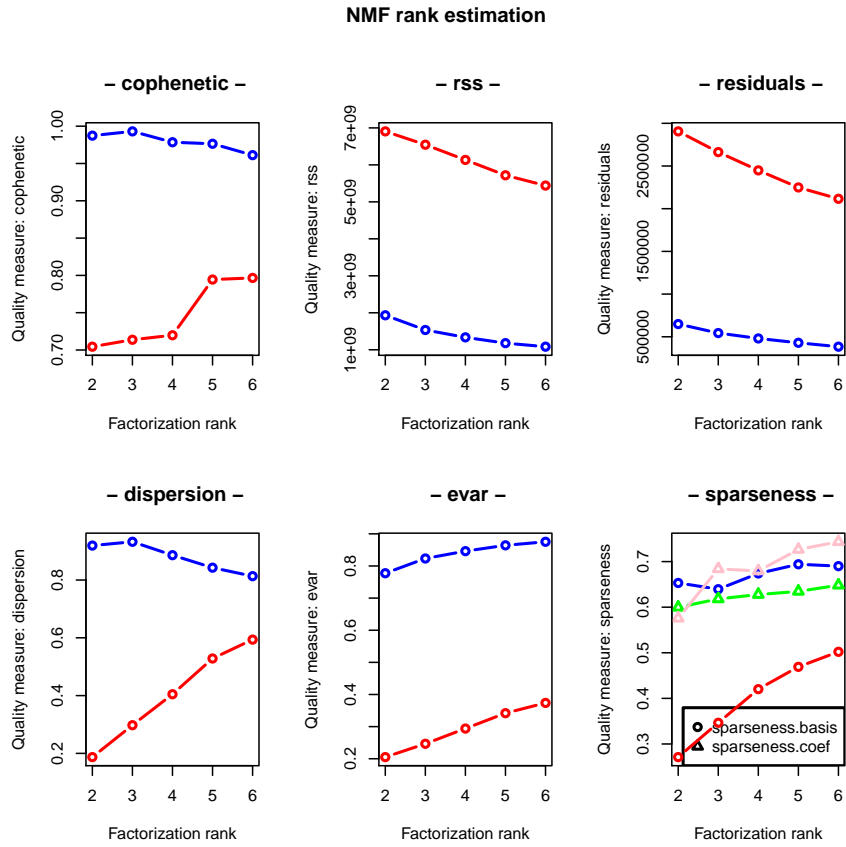 NMF rank estimation
– cophenetic –
Quality measure: cophenetic
1.00
0.90
0.80
0.70
2 3 4 5 6
Factorization rank
– rss –
Quality measure: rss
7e+09
5e+09
3e+09
1e+09
2 3 4 5 6
Factorization rank
– residuals –
Quality measure: residuals
2500000
1500000
500000
2 3 4 5 6
Factorization rank
– dispersion –
Quality measure: dispersion
0.8
0.6
0.4
0.2
2 3 4 5 6
Factorization rank
– evar –
Quality measure: evar
0.8
0.6
0.4
0.2
2 3 4 5 6
Factorization rank
– sparseness –
Quality measure: sparseness
0.7
0.6
0.5
0.4
0.3
sparseness.basis
sparseness.coef
2 3 4 5 6
Factorization rank